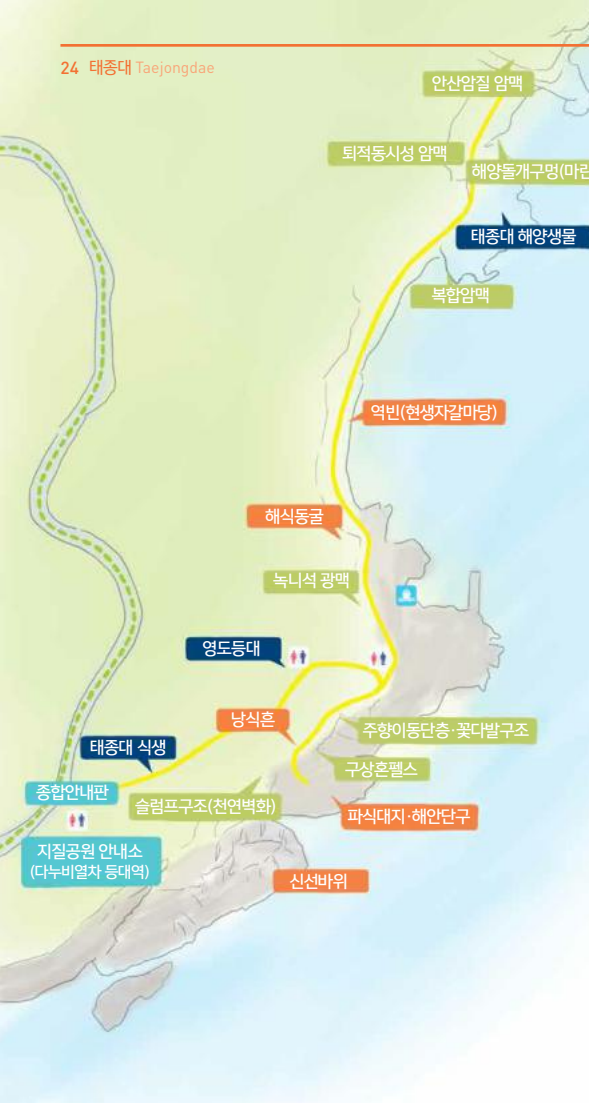 24 태종대 Taejongdae
안산암질 암맥
퇴적동시성 암맥
해양돌개구멍(마린
태종대 해양생물
복합암맥
역빈(현생자갈마당)
해식동굴
녹니석 광맥
영도등대
낭식흔
주향이동단층·꽃다발구조
태종대 식생
구상혼펠스
종합안내판
슬럼프구조(천연벽화)
파식대지·해안단구
지질공원 안내소
(다누비열차 등대역)
신선바위